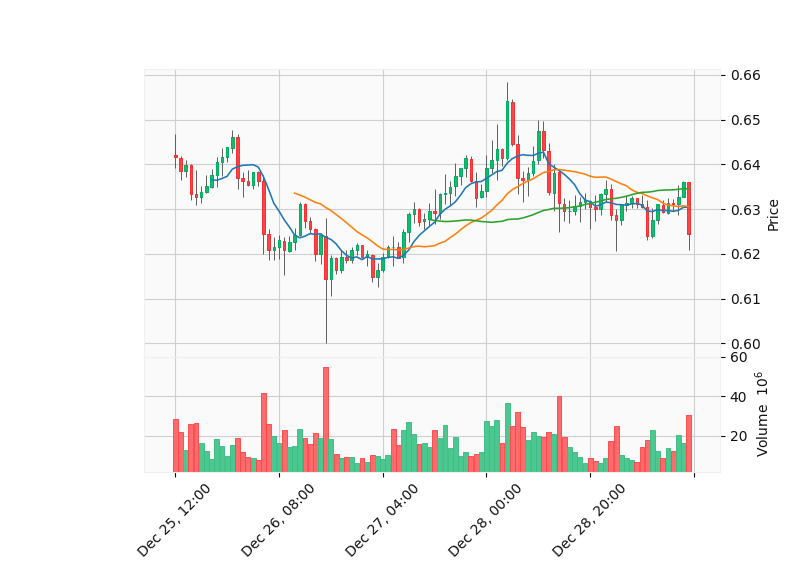 0.66
0.65
0.64
0.63
0.62
0.61
0.60
Price
60
40
20
Volume 10^6
Dec 25, 12:00
Dec 26, 08:00
Dec 27, 04:00
Dec 28, 00:00
Dec 28, 20:00